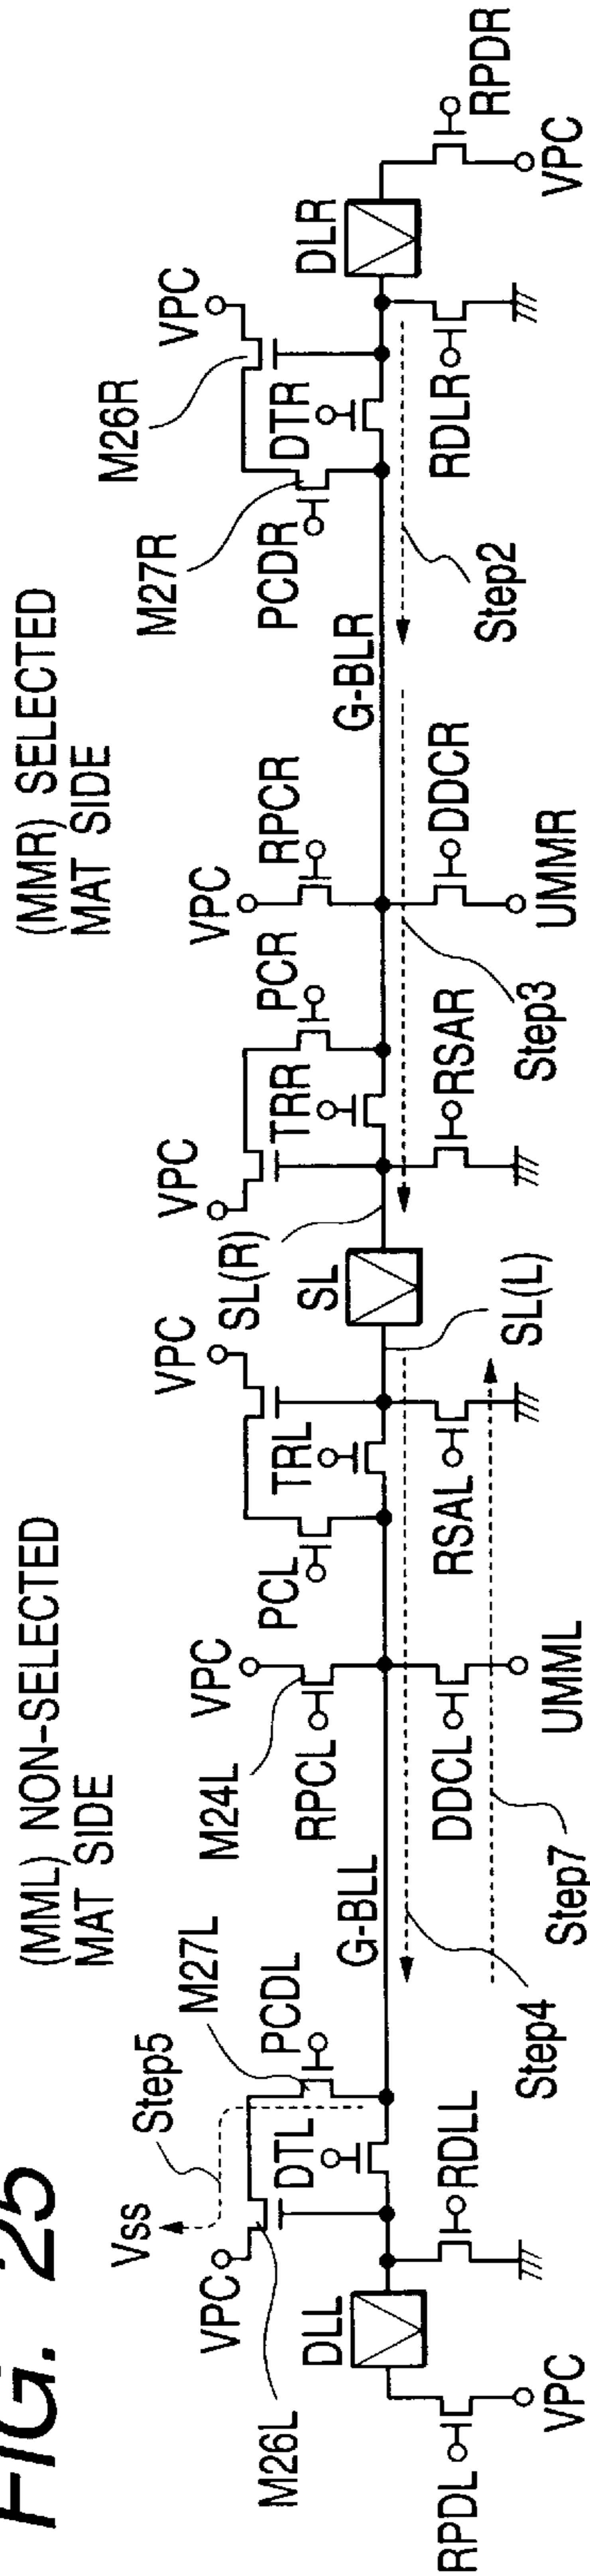 FIG. 25
(MML) NON-SELECTED
MAT SIDE
(MMR) SELECTED
MAT SIDE
RPDL
VPC
DLL
M26L
VPC
Vss
Step5
M27L
PCDL
DTL
RDLL
Step4
G-BLL
M24L
VPC
RPCL
DDCL
UMML
Step7
PCL
TRL
VPC
RSAL
SL(L)
SL
SL(R)
VPC
TRR
PCR
RSAR
Step3
VPC
RPCR
DDCR
UMMR
G-BLR
Step2
M27R
PCDR
M26R
DTR
VPC
RDLR
DLR
RPDR
VPC